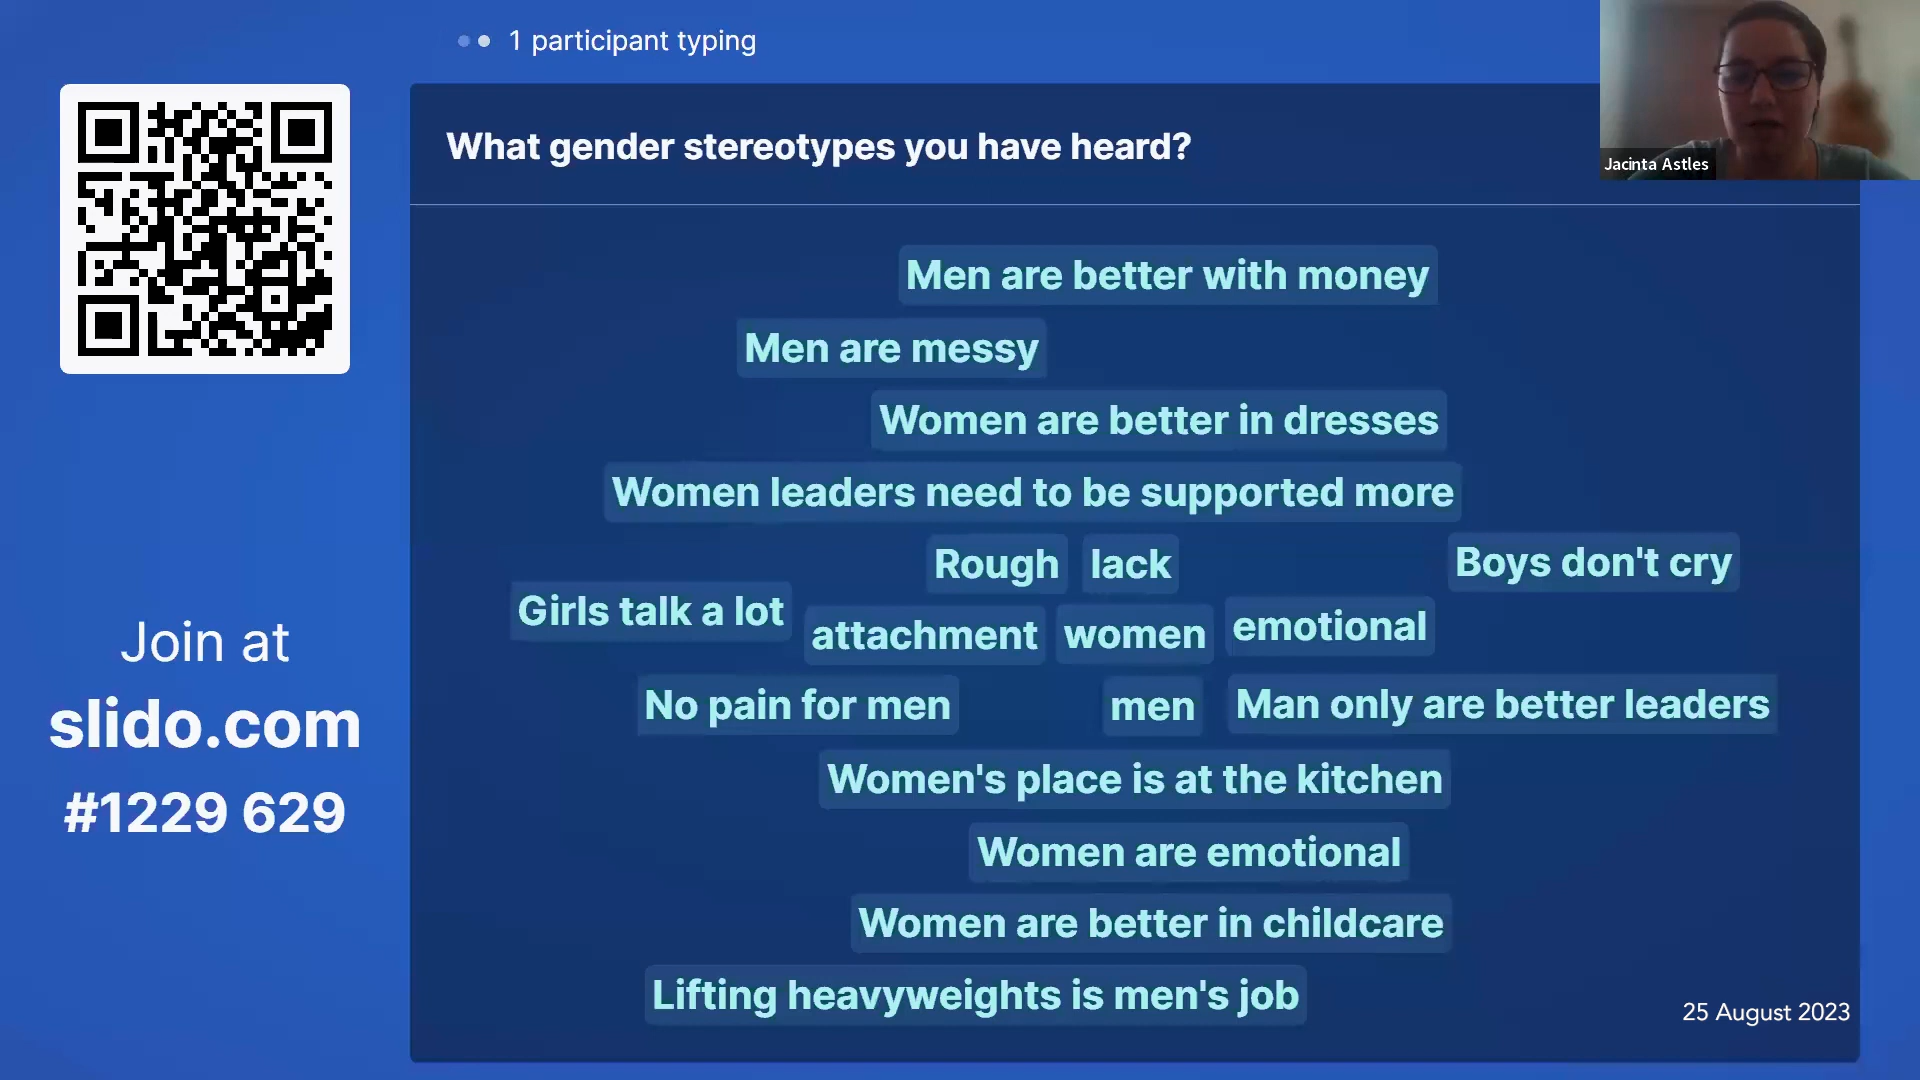 1 participant typing
Jacinta Astles
What gender stereotypes you have heard?
Men are better with money
Men are messy
Women are better in dresses
Women leaders need to be supported more
Rough
lack
Boys don't cry
Girls talk a lot
attachment
women
emotional
No pain for men
men
Man only are better leaders
Women's place is at the kitchen
Women are emotional
Women are better in childcare
Lifting heavyweights is men's job
Join at
slido.com
#1229 629
25 August 2023